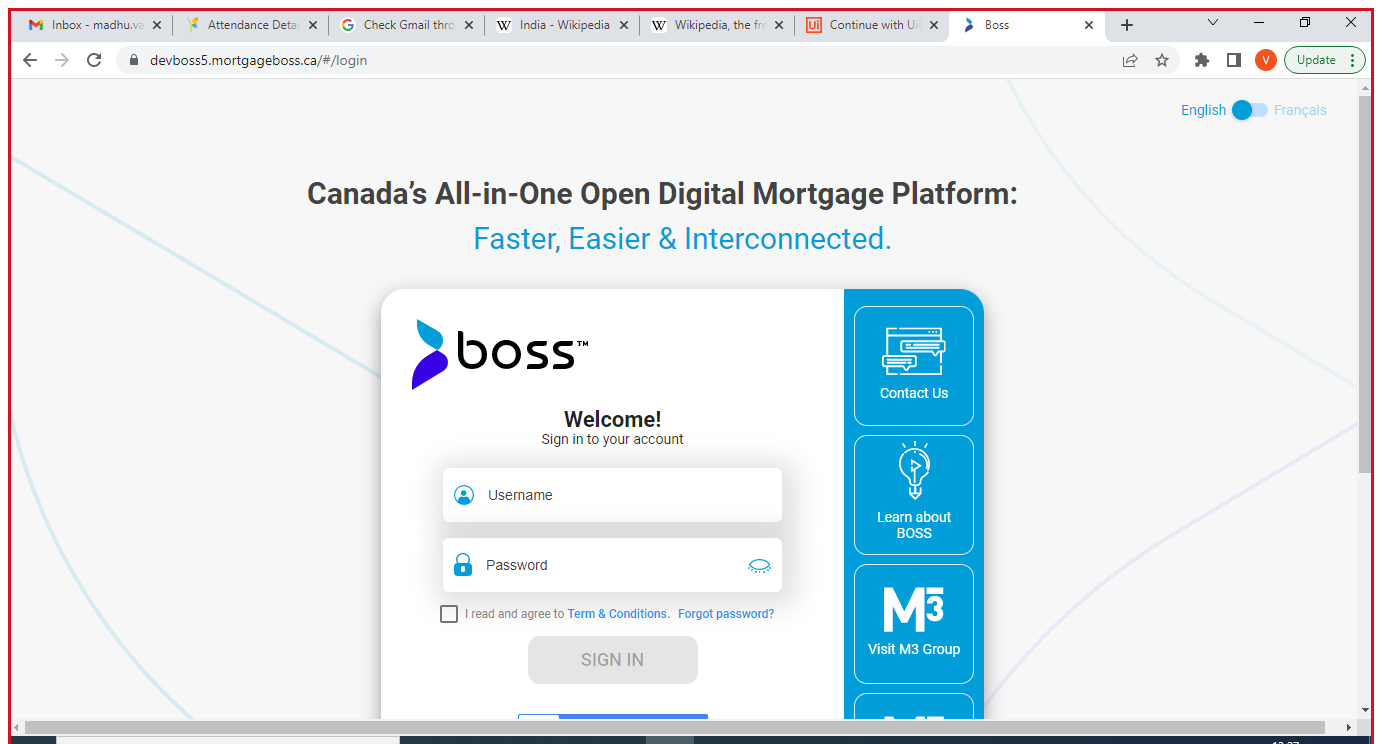 Inbox - madhu.va
Attendance Detai
Check Gmail thro
India - Wikipedia
Wikipedia, the fre
Continue with UiP
Boss
devboss5.mortgageboss.ca/#/login
V
Update
English
Français
Canada’s All-in-One Open Digital Mortgage Platform:
Faster, Easier & Interconnected.
boss™
Contact Us
Welcome!
Sign in to your account
Username
Learn about
BOSS
Password
I read and agree to Term & Conditions. Forgot password?
M3
Visit M3 Group
SIGN IN